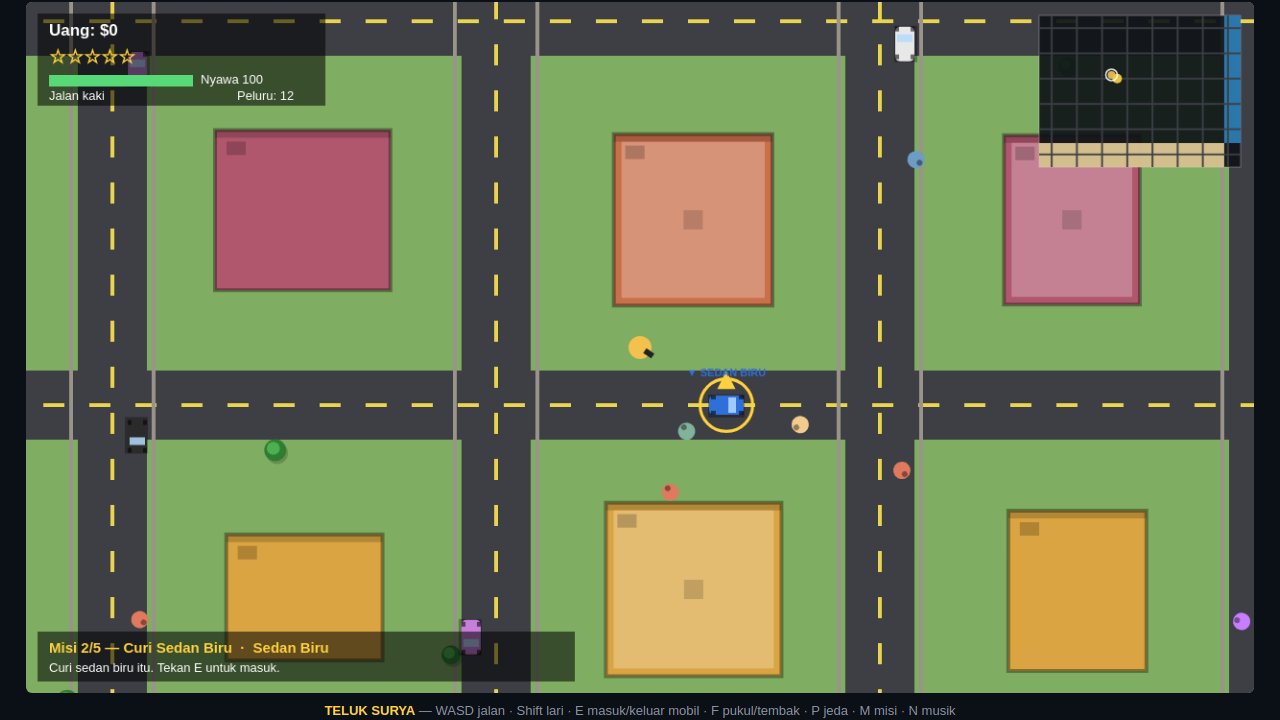 Uang: $0
☆☆☆☆☆
Nyawa 100
Jalan kaki Peluru: 12
▼ SEDAN BIRU
Misi 2/5 — Curi Sedan Biru · Sedan Biru
Curi sedan biru itu. Tekan E untuk masuk.
TELUK SURYA — WASD jalan · Shift lari · E masuk/keluar mobil · F pukul/tembak · P jeda · M misi · N musik